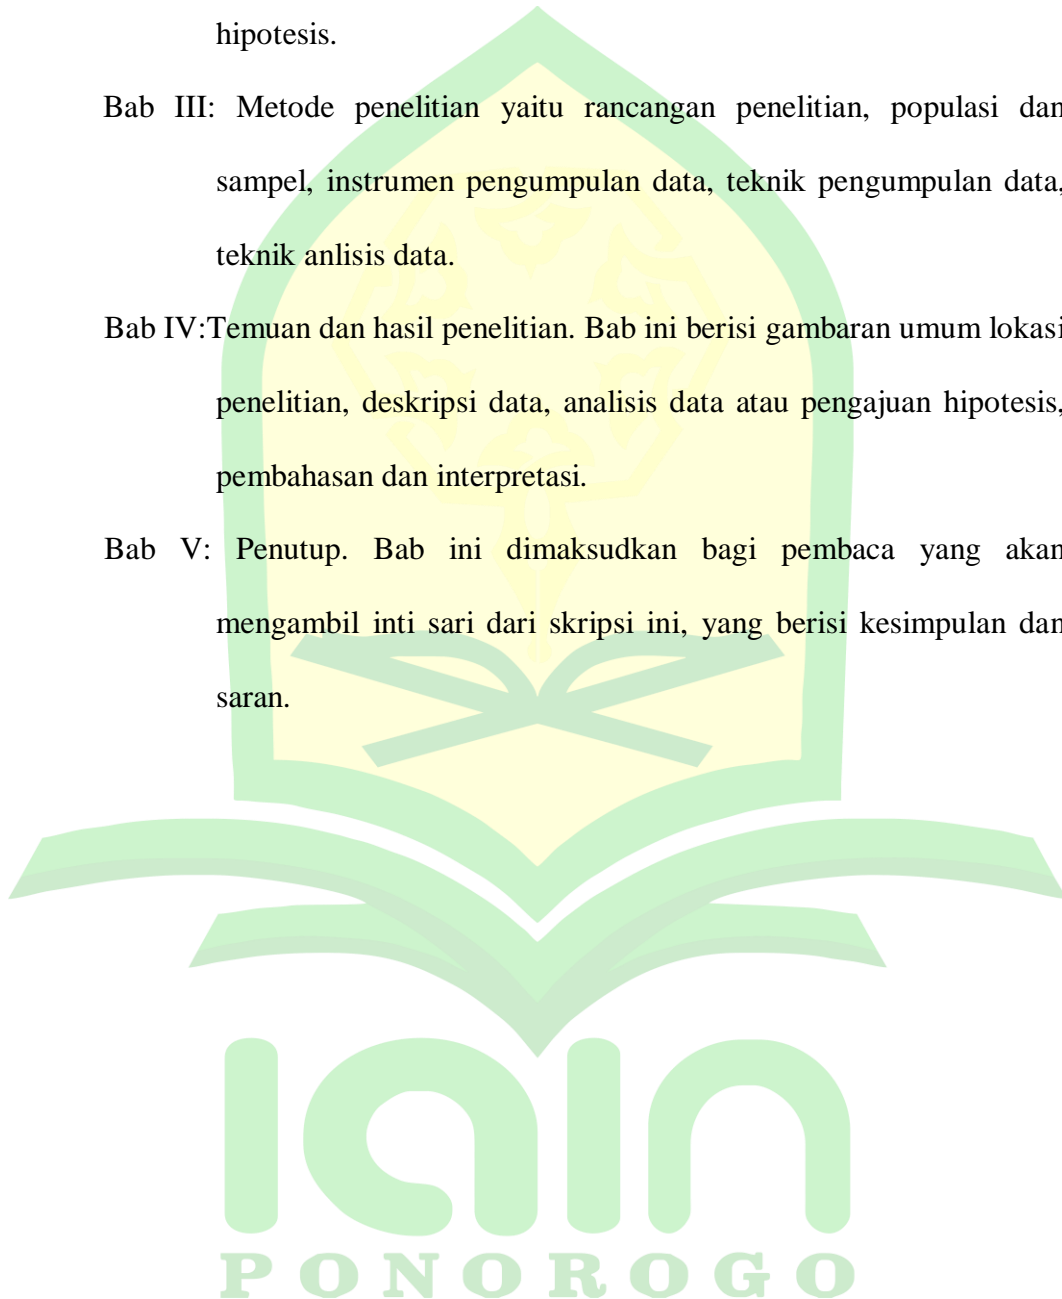 hipotesis.
Bab III: Metode penelitian yaitu rancangan penelitian, populasi dan
sampel, instrumen pengumpulan data, teknik pengumpulan data,
teknik anlisis data.
Bab IV:Temuan dan hasil penelitian. Bab ini berisi gambaran umum lokasi
penelitian, deskripsi data, analisis data atau pengajuan hipotesis,
pembahasan dan interpretasi.
Bab V: Penutup. Bab ini dimaksudkan bagi pembaca yang akan
mengambil inti sari dari skripsi ini, yang berisi kesimpulan dan
saran.
IAIN
PONOROGO